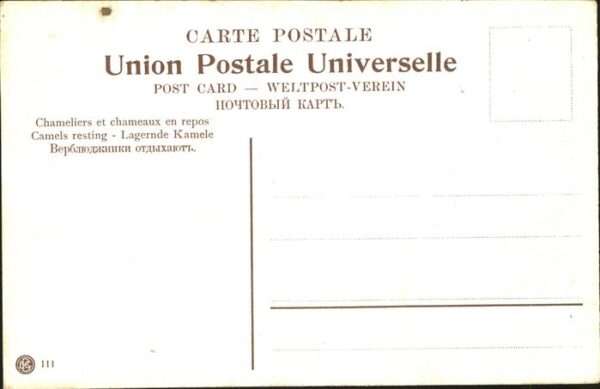 CARTE POSTALE
Union Postale Universelle
POST CARD — WELTPOST-VEREIN
ПОЧТОВЫЙ КАРТЪ.
Chameliers et chameaux en repos
Camels resting - Lagernde Kamele
Верблюджники отдыхаютъ.
111